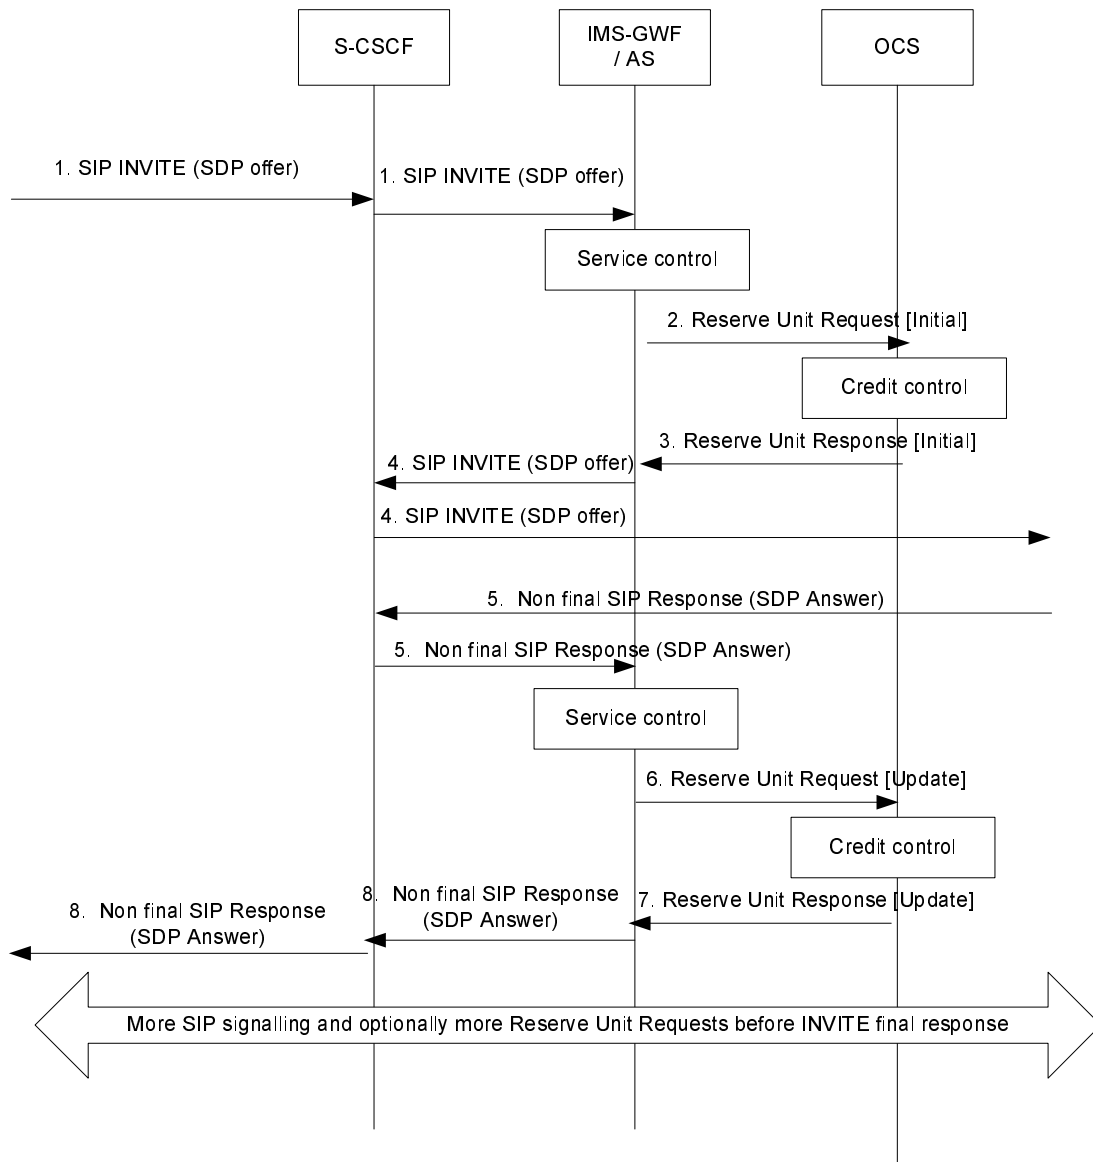 S-CSCF
IMS-GWF
/ AS
OCS
1. SIP INVITE (SDP offer)
1. SIP INVITE (SDP offer)
Service control
2. Reserve Unit Request [Initial]
Credit control
3. Reserve Unit Response [Initial]
4. SIP INVITE (SDP offer)
4. SIP INVITE (SDP offer)
5. Non final SIP Response (SDP Answer)
5. Non final SIP Response (SDP Answer)
Service control
6. Reserve Unit Request [Update]
Credit control
7. Reserve Unit Response [Update]
8. Non final SIP Response
(SDP Answer)
8. Non final SIP Response
(SDP Answer)
More SIP signalling and optionally more Reserve Unit Requests before INVITE final response